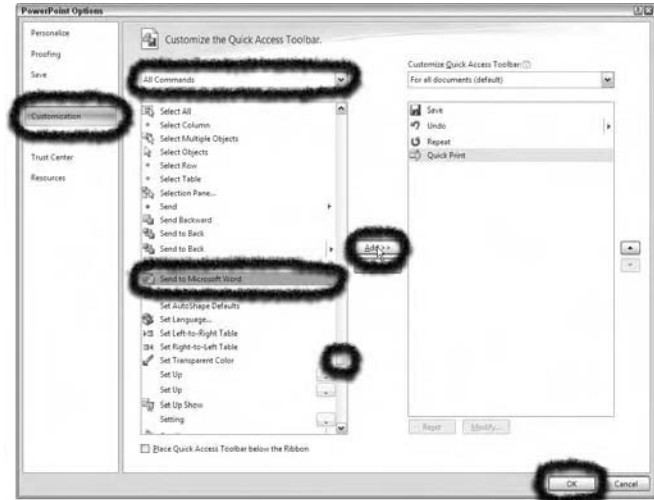 PowerPoint Options
Personalize
Proofing
Save
Customization
Trust Center
Resources
Customize the Quick Access Toolbar.
All Commands
Select All
Select Column
Select Multiple Objects
Select Objects
Select Row
Select Table
Selection Pane...
Send
Send Backward
Send to Back
Send to Back
Send to Microsoft Word
Set AutoShape Defaults
Set Language...
Set Left-to-Right Table
Set Right-to-Left Table
Set Transparent Color
Set Up
Set Up
Set Up Show
Setting
Place Quick Access Toolbar below the Ribbon
Add >>
Customize Quick Access Toolbar:
For all documents (default)
Save
Undo
Repeat
Quick Print
Reset
Modify...
OK
Cancel